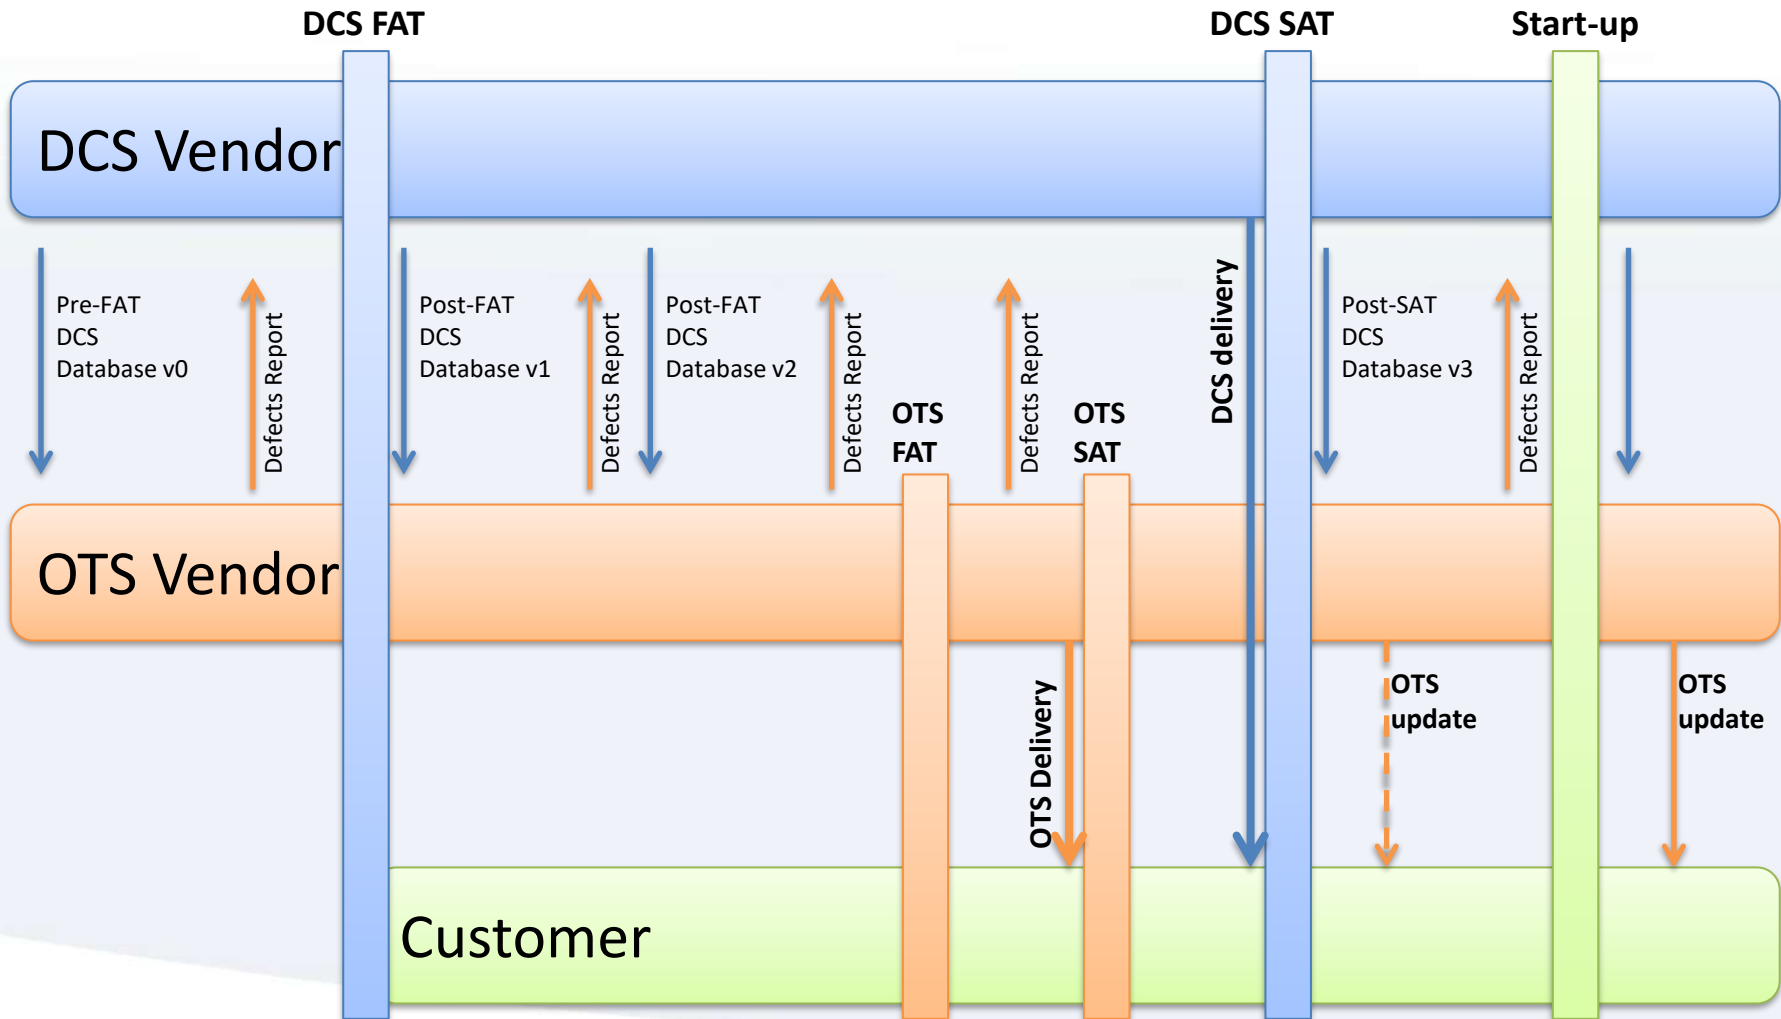 DCS FAT
DCS SAT
Start-up
DCS Vendor
Pre-FAT
DCS
Database v0
Defects Report
Post-FAT
DCS
Database v1
Defects Report
Post-FAT
DCS
Database v2
Defects Report
Defects Report
DCS delivery
Post-SAT
DCS
Database v3
Defects Report
OTS
FAT
OTS
SAT
OTS Vendor
OTS Delivery
OTS
update
OTS
update
Customer